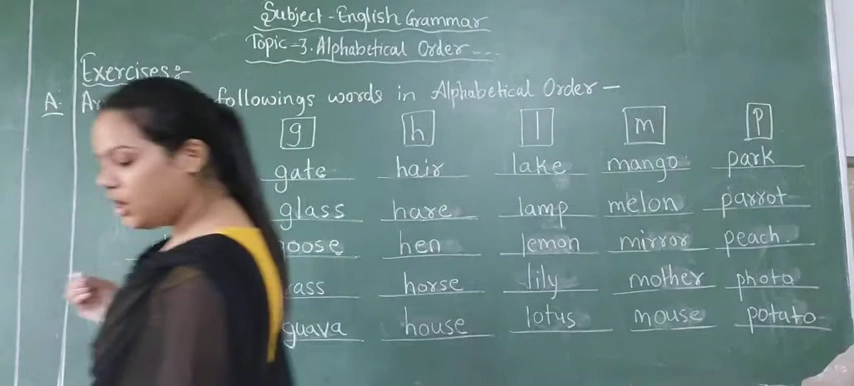 Subject - English Grammar
Topic - 3. Alphabetical Order ---
Exercises:-
A. followings words in Alphabetical Order -
g h l m p
gate hair lake mango park
glass hare lamp melon parrot
hen lemon mirror peach
horse lily mother photo
guava house lotus mouse potato